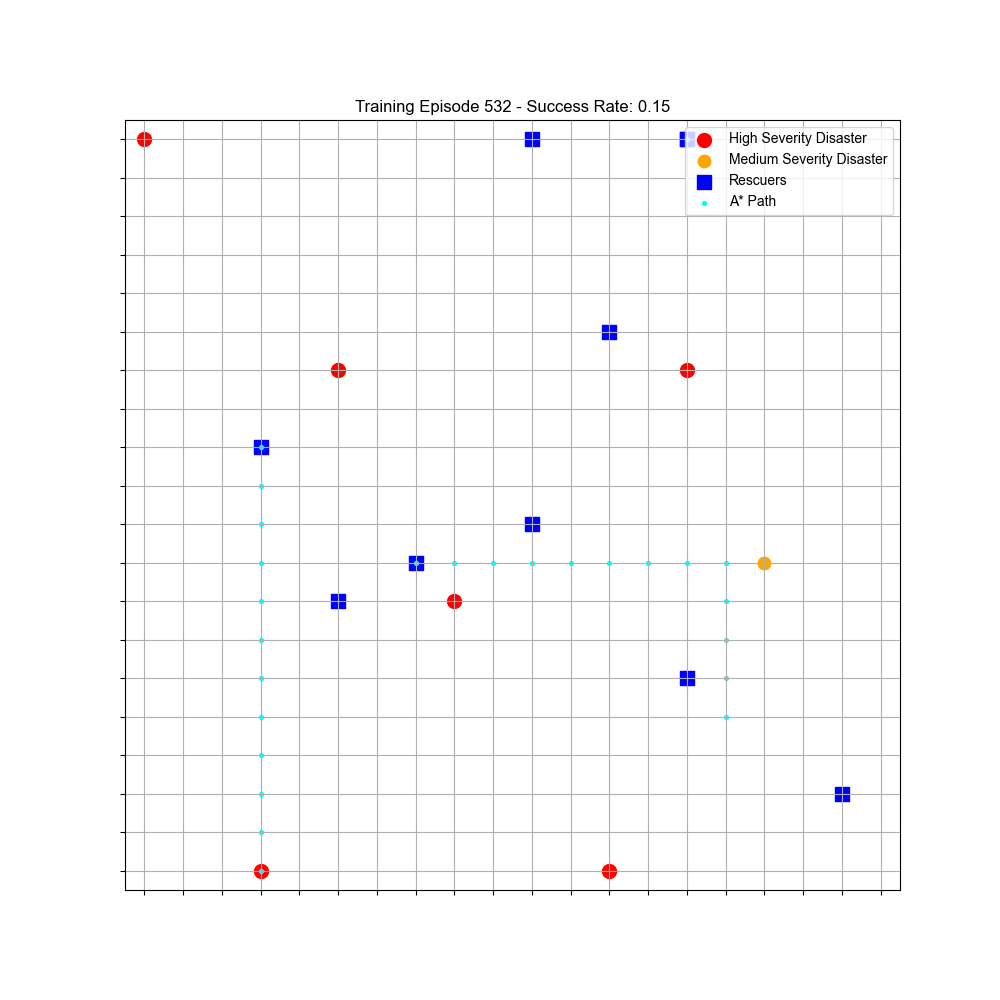 Training Episode 532 - Success Rate: 0.15
High Severity Disaster
Medium Severity Disaster
Rescuers
A* Path